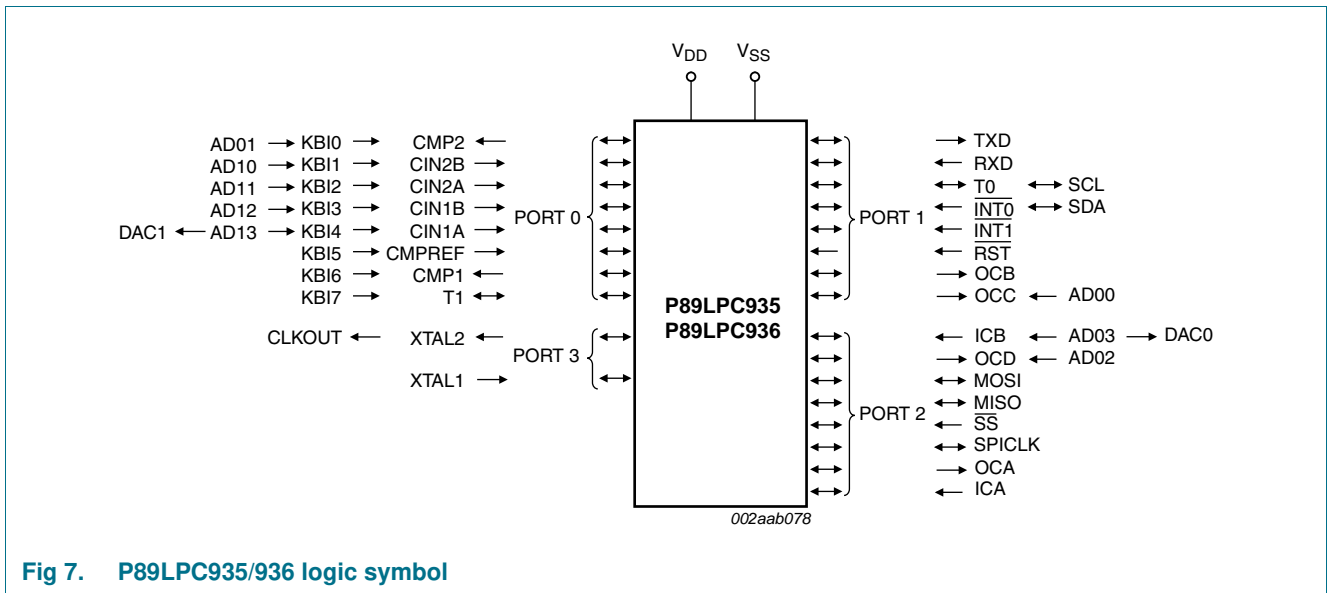 VDD VSS
AD01 KBI0 CMP2 TXD
AD10 KBI1 CIN2B RXD
AD11 KBI2 CIN2A T0 SCL
AD12 KBI3 CIN1B PORT 0 PORT 1 INT0 SDA
DAC1 AD13 KBI4 CIN1A INT1
KBI5 CMPREF RST
KBI6 CMP1 OCB
KBI7 T1 OCC AD00
P89LPC935
P89LPC936
CLKOUT XTAL2 PORT 3 ICB AD03 DAC0
OCD AD02
XTAL1 MOSI
MISO
PORT 2 SS
SPICLK
OCA
ICA
002aab078
Fig 7. P89LPC935/936 logic symbol